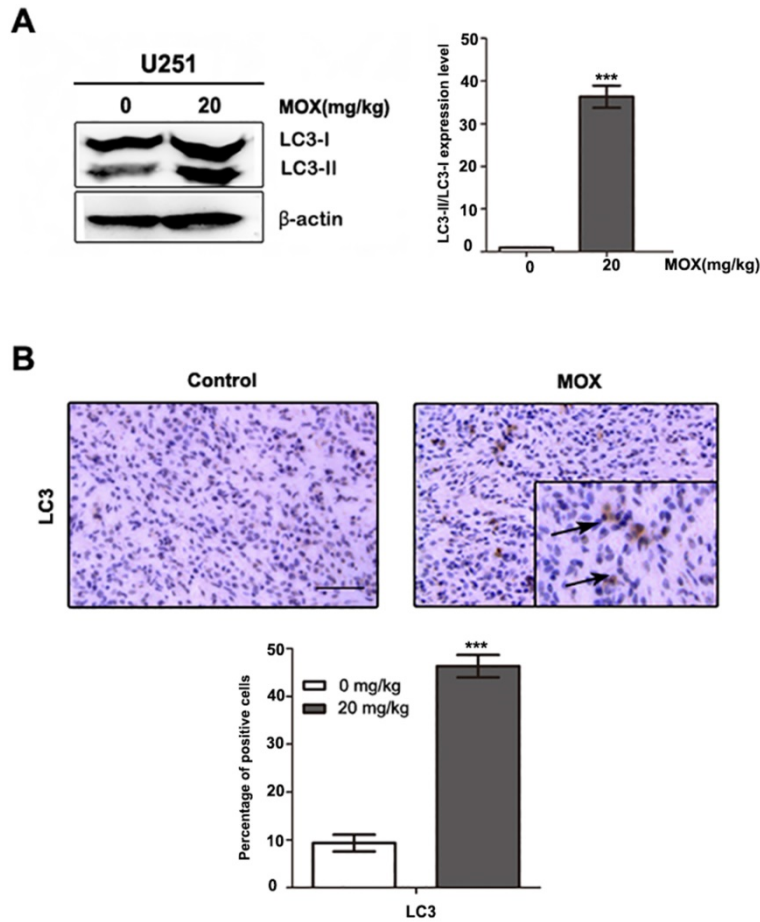 A
U251
0 20 MOX(mg/kg)
LC3-I
LC3-II
β-actin
LC3-II/LC3-I expression level
50
40
30
20
10
0
***
0 20 MOX(mg/kg)
B
Control MOX
LC3
Percentage of positive cells
50
40
30
20
10
0
0 mg/kg
20 mg/kg
***
LC3